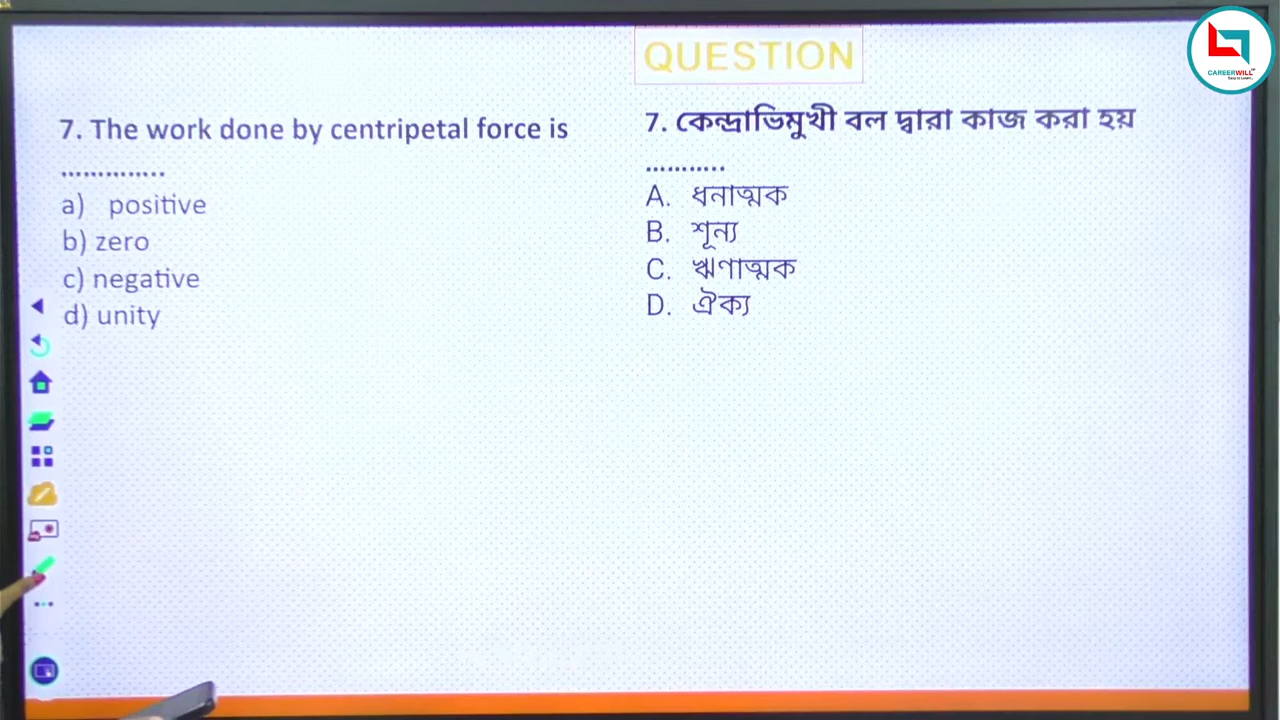 QUESTION
CAREERWILL
7. The work done by centripetal force is
..............
a) positive
b) zero
c) negative
d) unity
7. কেন্দ্রাভিমুখী বল দ্বারা কাজ করা হয়
...........
A. ধনাত্মক
B. শূন্য
C. ঋণাত্মক
D. ঐক্য